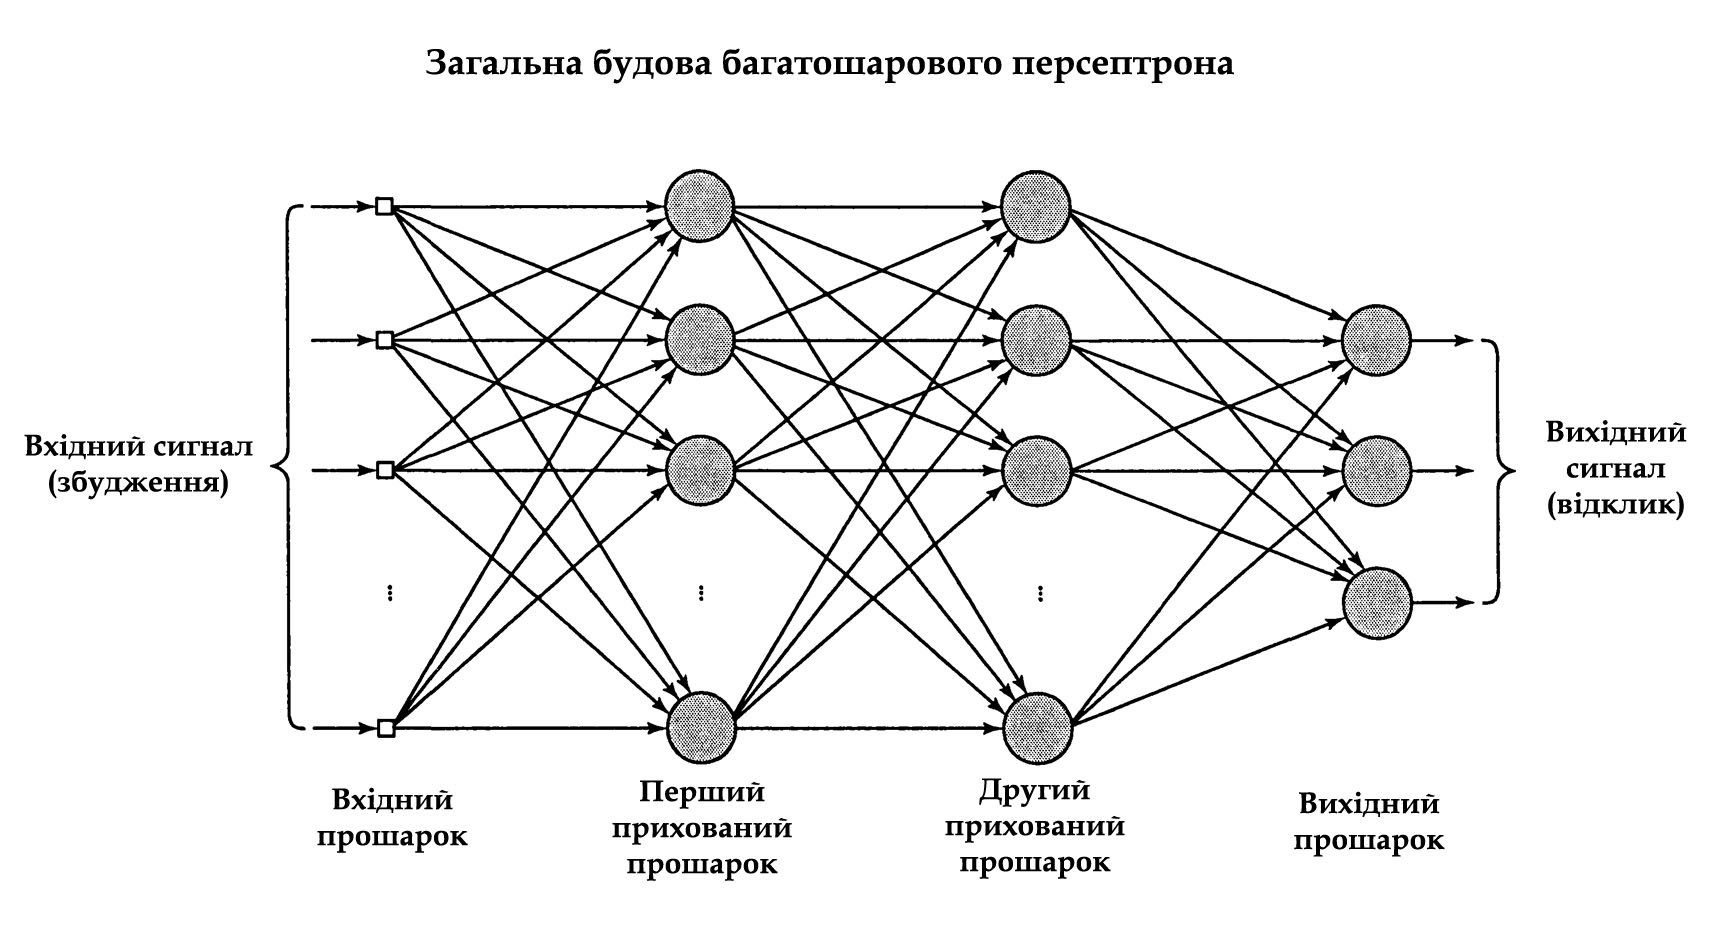 Загальна будова багатошарового персептрона
Вхідний сигнал
(збудження)
Вихідний
сигнал
(відклик)
Вхідний
прошарок
Перший
прихований
прошарок
Другий
прихований
прошарок
Вихідний
прошарок